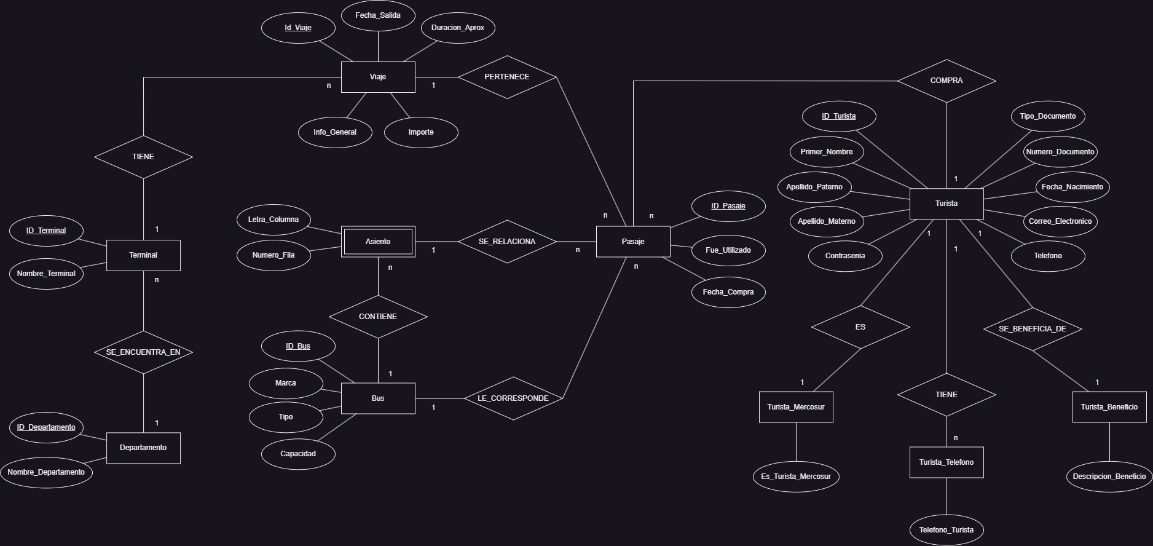 Fecha_Salida
Id_Viaje
Duracion_Aprox
Viaje
n
1
PERTENECE
COMPRA
Info_General
Importe
ID_Turista
Tipo_Documento
TIENE
Primer_Nombre
Numero_Documento
1
Apellido_Paterno
Fecha_Nacimiento
Turista
ID_Pasaje
n
n
Letra_Columna
Apellido_Materno
Correo_Electronico
ID_Terminal
1
1
1
1
Asiento
1
SE_RELACIONA
n
Pasaje
Fue_Utilizado
Terminal
Numero_Fila
Contrasenia
Telefono
n
n
Nombre_Terminal
n
Fecha_Compra
CONTIENE
ES
SE_BENEFICIA_DE
ID_Bus
SE_ENCUENTRA_EN
1
Marca
1
1
Bus
1
LE_CORRESPONDE
TIENE
Turista_Mercosur
Turista_Beneficio
Tipo
ID_Departamento
1
n
Departamento
Capacidad
Turista_Telefono
Nombre_Departamento
Es_Turista_Mercosur
Descripcion_Beneficio
Telefono_Turista